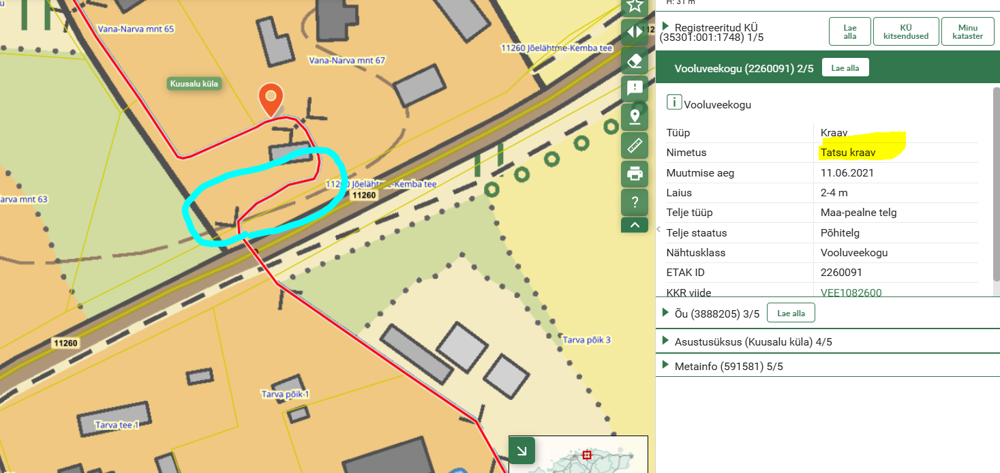 H: 31 m
Vana-Narva mnt 65
11260 Jõelähtme-Kemba tee
Vana-Narva mnt 67
Kuusalu küla
arva mnt 63
11260 Jõelähtme-Kemba tee
11260
11260
Tarva põik 3
Tarva põik 1
Tarva tee 1
112
?
Registreeritud KÜ
(35301:001:1748) 1/5
Lae
alla
KÜ
kitsendused
Minu
kataster
Vooluveekogu (2260091) 2/5
Lae alla
i Vooluveekogu
Tüüp Kraav
Nimetus Tatsu kraav
Muutmise aeg 11.06.2021
Laius 2-4 m
Telje tüüp Maa-pealne telg
Telje staatus Põhitelg
Nähtusklass Vooluveekogu
ETAK ID 2260091
KKR viide VEE1082600
Õu (3888205) 3/5
Lae alla
Asustusüksus (Kuusalu küla) 4/5
Metainfo (591581) 5/5